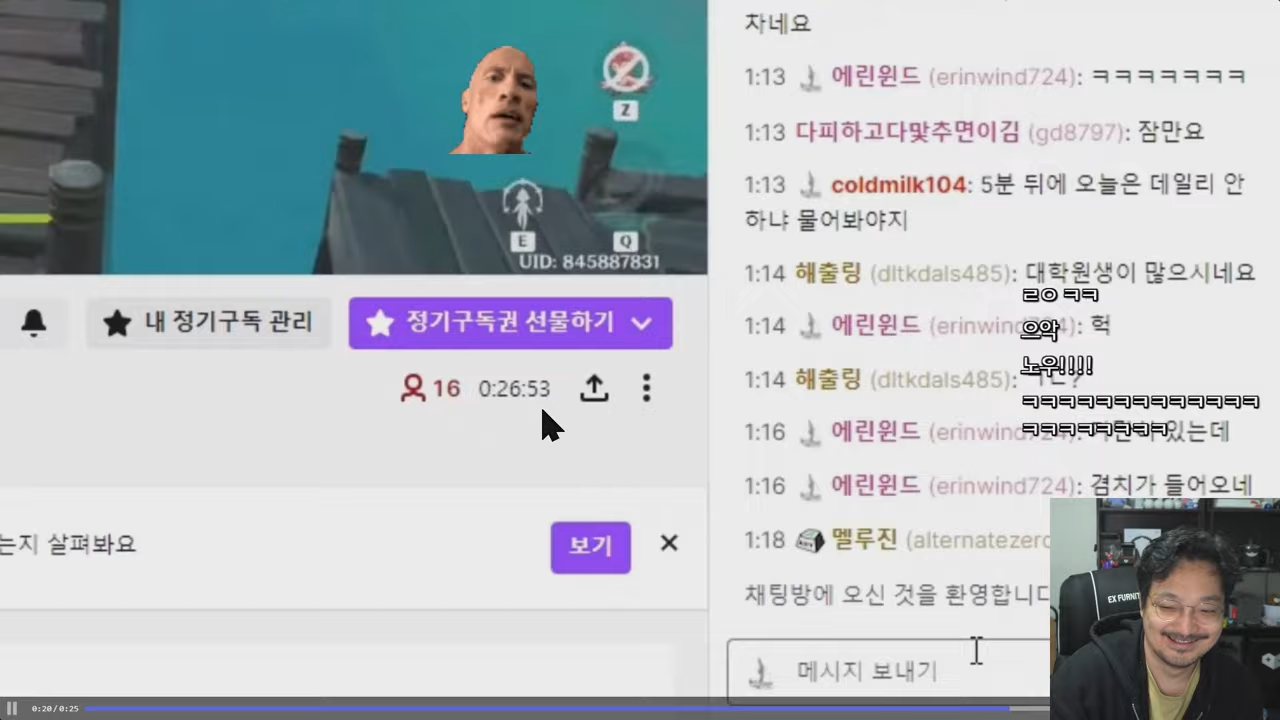 차네요
1:13 에린윈드 (erinwind724): ㅋㅋㅋㅋㅋㅋㅋ
1:13 다피하고다맟추면이김 (gd8797): 잠만요
1:13 coldmilk104: 5분 뒤에 오늘은 데일리 안
하냐 물어봐야지
1:14 해출링 (dltkdals485): 대학원생이 많으시네요
ㄹㅇ ㅋㅋ
1:14 에린윈드 (erinwind724): 헉
으악
노우!!!!
1:14 해출링 (dltkdals485):
ㅋㅋㅋㅋㅋㅋㅋㅋㅋㅋㅋㅋㅋ
ㅋㅋㅋㅋㅋㅋㅋㅋ
1:16 에린윈드 (erinwind724): 있는데
1:16 에린윈드 (erinwind724): 겸치가 들어오네
1:18 멜루진 (alternatezero
채팅방에 오신 것을 환영합니다
메시지 보내기
Z
E
Q
UID: 845887831
내 정기구독 관리
정기구독권 선물하기
16 0:26:53
는지 살펴봐요
보기
EX FURNIT
0:20/0:25